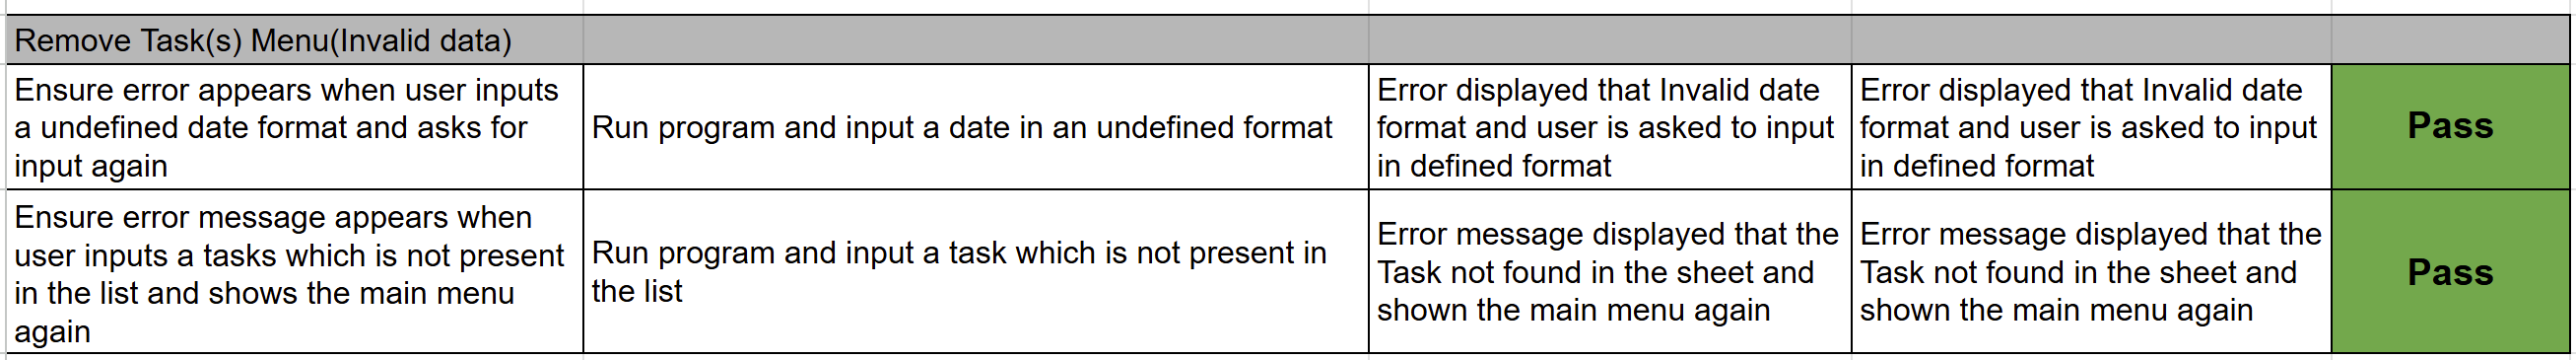 Remove Task(s) Menu(Invalid data)
Ensure error appears when user inputs
a undefined date format and asks for
input again
Run program and input a date in an undefined format
Error displayed that Invalid date
format and user is asked to input
in defined format
Error displayed that Invalid date
format and user is asked to input
in defined format
Pass
Ensure error message appears when
user inputs a tasks which is not present
in the list and shows the main menu
again
Run program and input a task which is not present in
the list
Error message displayed that the
Task not found in the sheet and
shown the main menu again
Error message displayed that the
Task not found in the sheet and
shown the main menu again
Pass